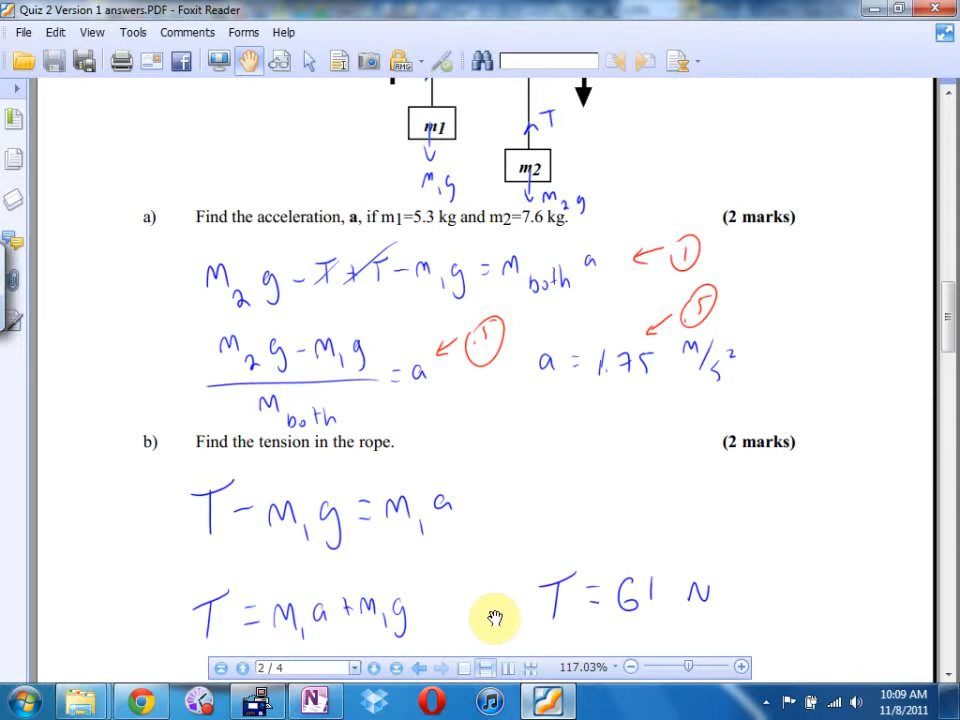 Quiz 2 Version 1 answers.PDF - Foxit Reader
File Edit View Tools Comments Forms Help
T
m1
m2
m₁g
m₂g
a) Find the acceleration, a, if m1=5.3 kg and m2=7.6 kg. (2 marks)
m₂g - T + T - m₁g = m both a ← 1
m₂g - m₁g
m both
= a ← .5
a = 1.75 m/s² ← .5
b) Find the tension in the rope. (2 marks)
T - m₁g = m₁a
T = m₁a + m₁g
T = 61 N
2 / 4 117.03%
10:09 AM
11/8/2011